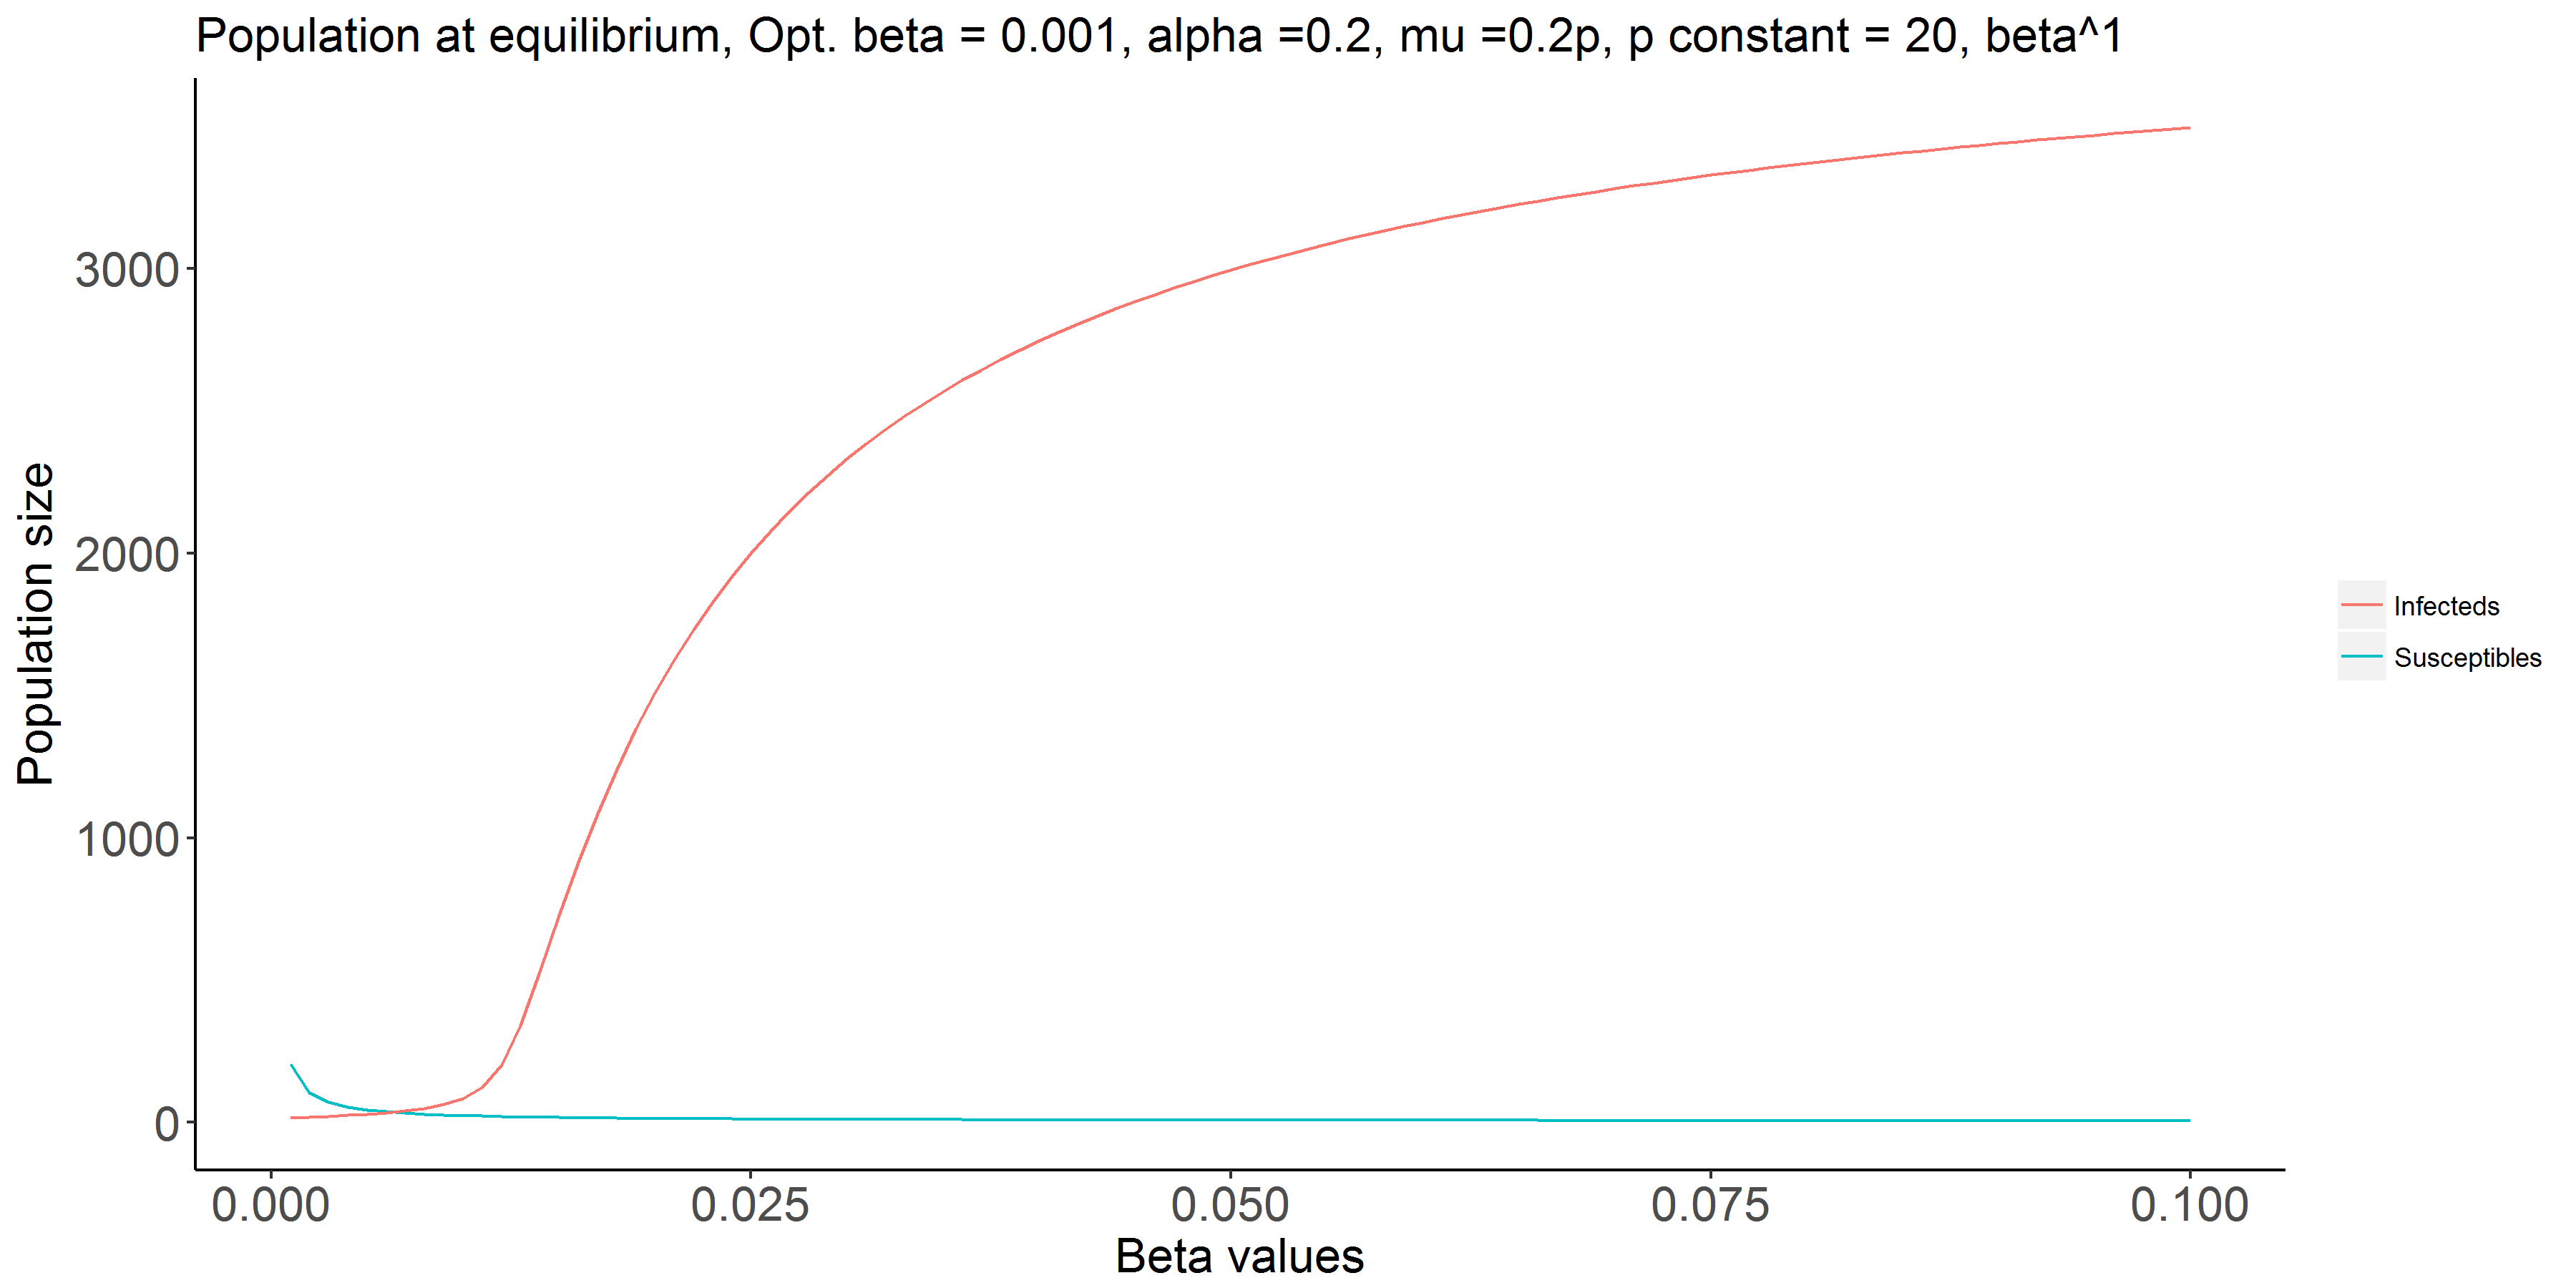 Population at equilibrium, Opt. beta = 0.001, alpha =0.2, mu =0.2p, p constant = 20, beta^1
Population size
3000
2000
1000
0
0.000 0.025 0.050 0.075 0.100
Beta values
Infecteds
Susceptibles